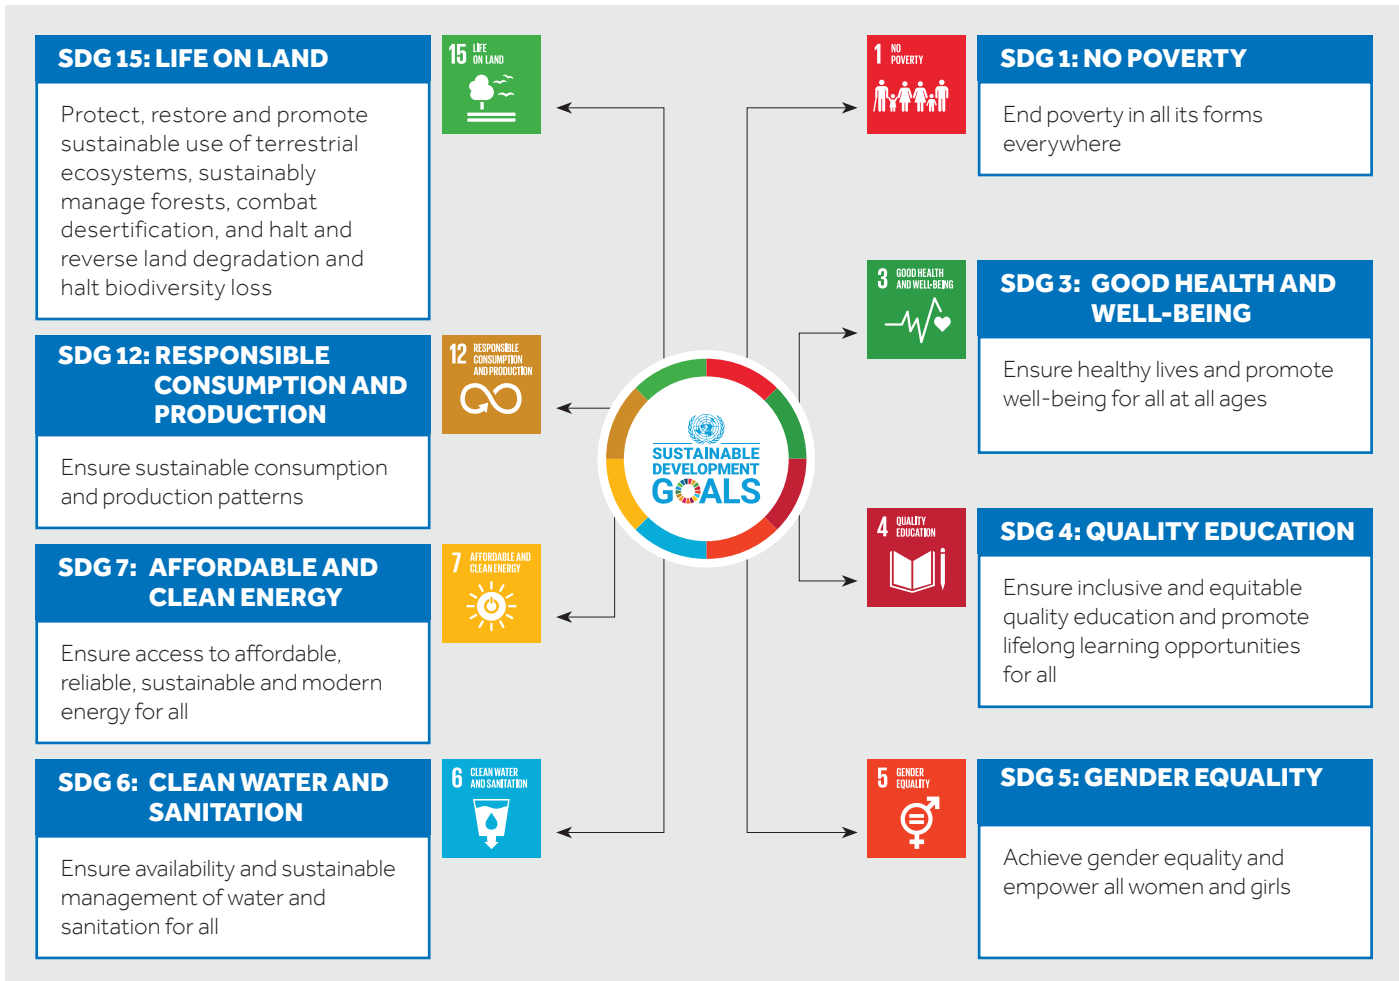 SDG 15: LIFE ON LAND
Protect, restore and promote
sustainable use of terrestrial
ecosystems, sustainably
manage forests, combat
desertification, and halt and
reverse land degradation and
halt biodiversity loss
15 LIFE
ON LAND
SDG 12: RESPONSIBLE
CONSUMPTION AND
PRODUCTION
Ensure sustainable consumption
and production patterns
12 RESPONSIBLE
CONSUMPTION
AND PRODUCTION
SDG 7: AFFORDABLE AND
CLEAN ENERGY
Ensure access to affordable,
reliable, sustainable and modern
energy for all
7 AFFORDABLE AND
CLEAN ENERGY
SDG 6: CLEAN WATER AND
SANITATION
Ensure availability and sustainable
management of water and
sanitation for all
6 CLEAN WATER
AND SANITATION
SUSTAINABLE
DEVELOPMENT
GOALS
1 NO
POVERTY
SDG 1: NO POVERTY
End poverty in all its forms
everywhere
3 GOOD HEALTH
AND WELL-BEING
SDG 3: GOOD HEALTH AND
WELL-BEING
Ensure healthy lives and promote
well-being for all at all ages
4 QUALITY
EDUCATION
SDG 4: QUALITY EDUCATION
Ensure inclusive and equitable
quality education and promote
lifelong learning opportunities
for all
5 GENDER
EQUALITY
SDG 5: GENDER EQUALITY
Achieve gender equality and
empower all women and girls